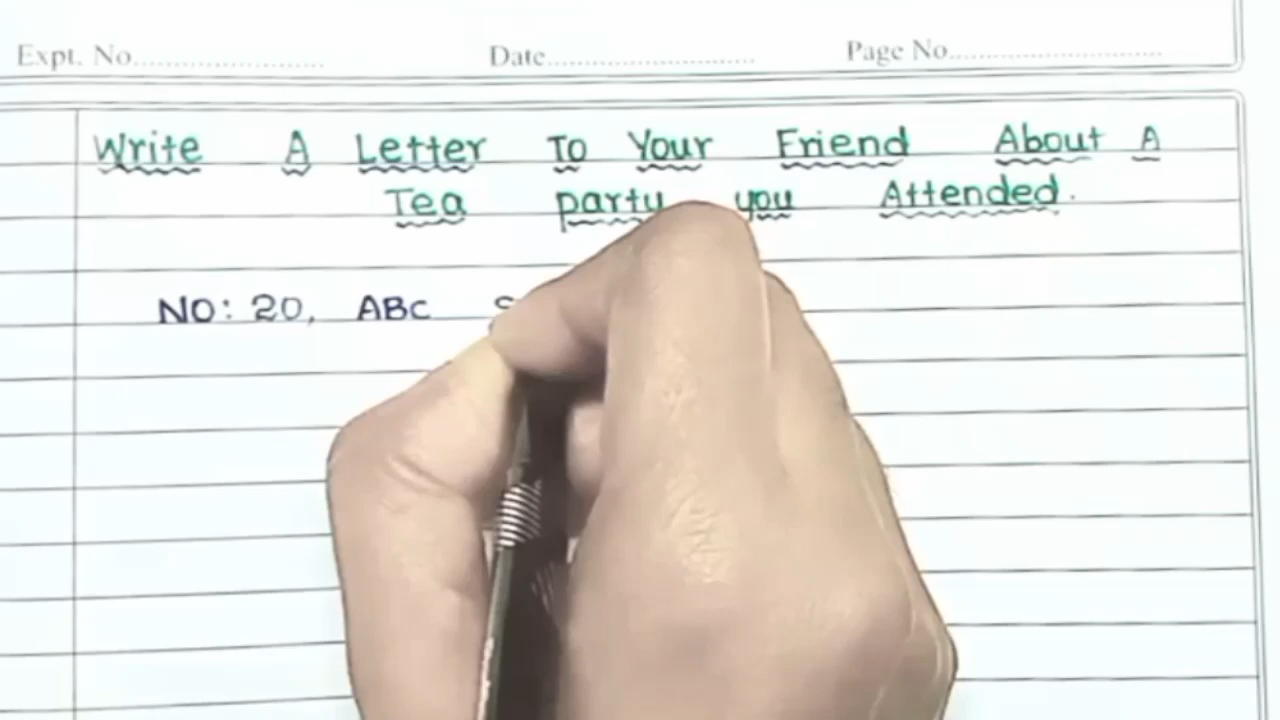 Expt. No........................ Date.......................... Page No..........................
Write A Letter To Your Friend About A
Tea party you Attended.
NO: 20, ABC